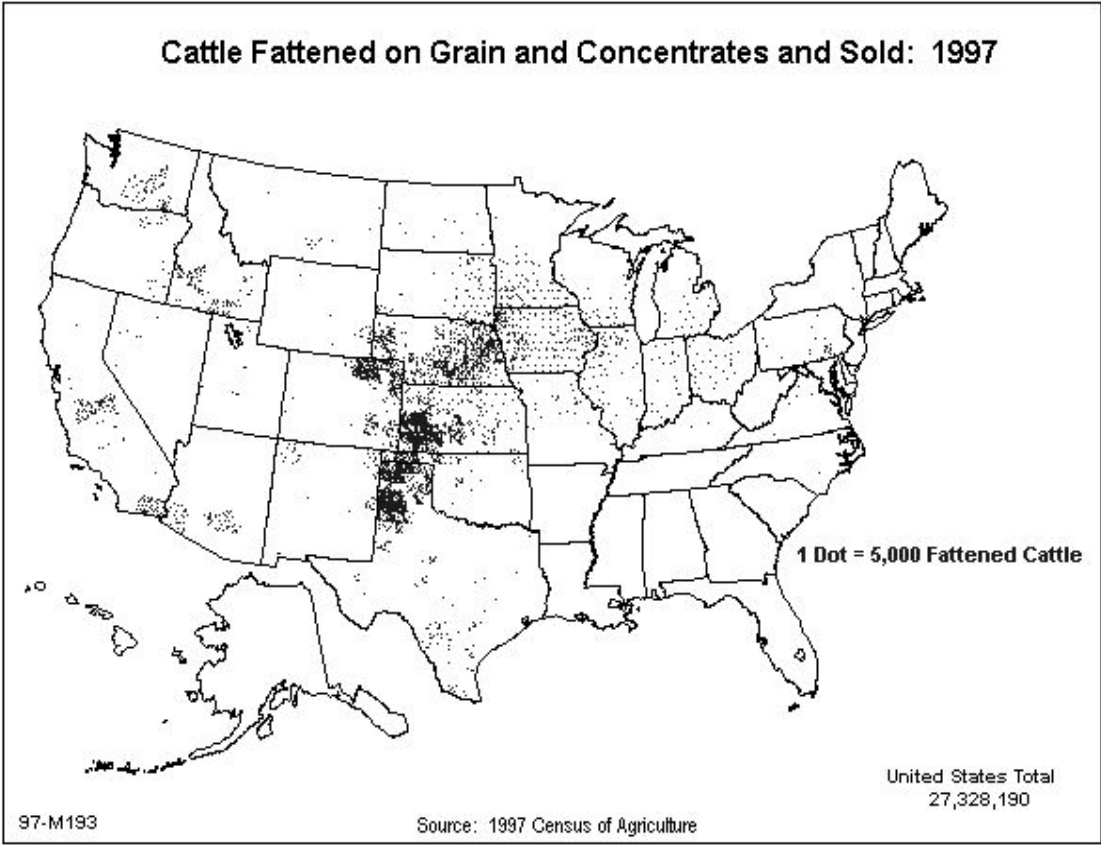 Cattle Fattened on Grain and Concentrates and Sold: 1997
1 Dot = 5,000 Fattened Cattle
United States Total
27,328,190
97-M193
Source: 1997 Census of Agriculture